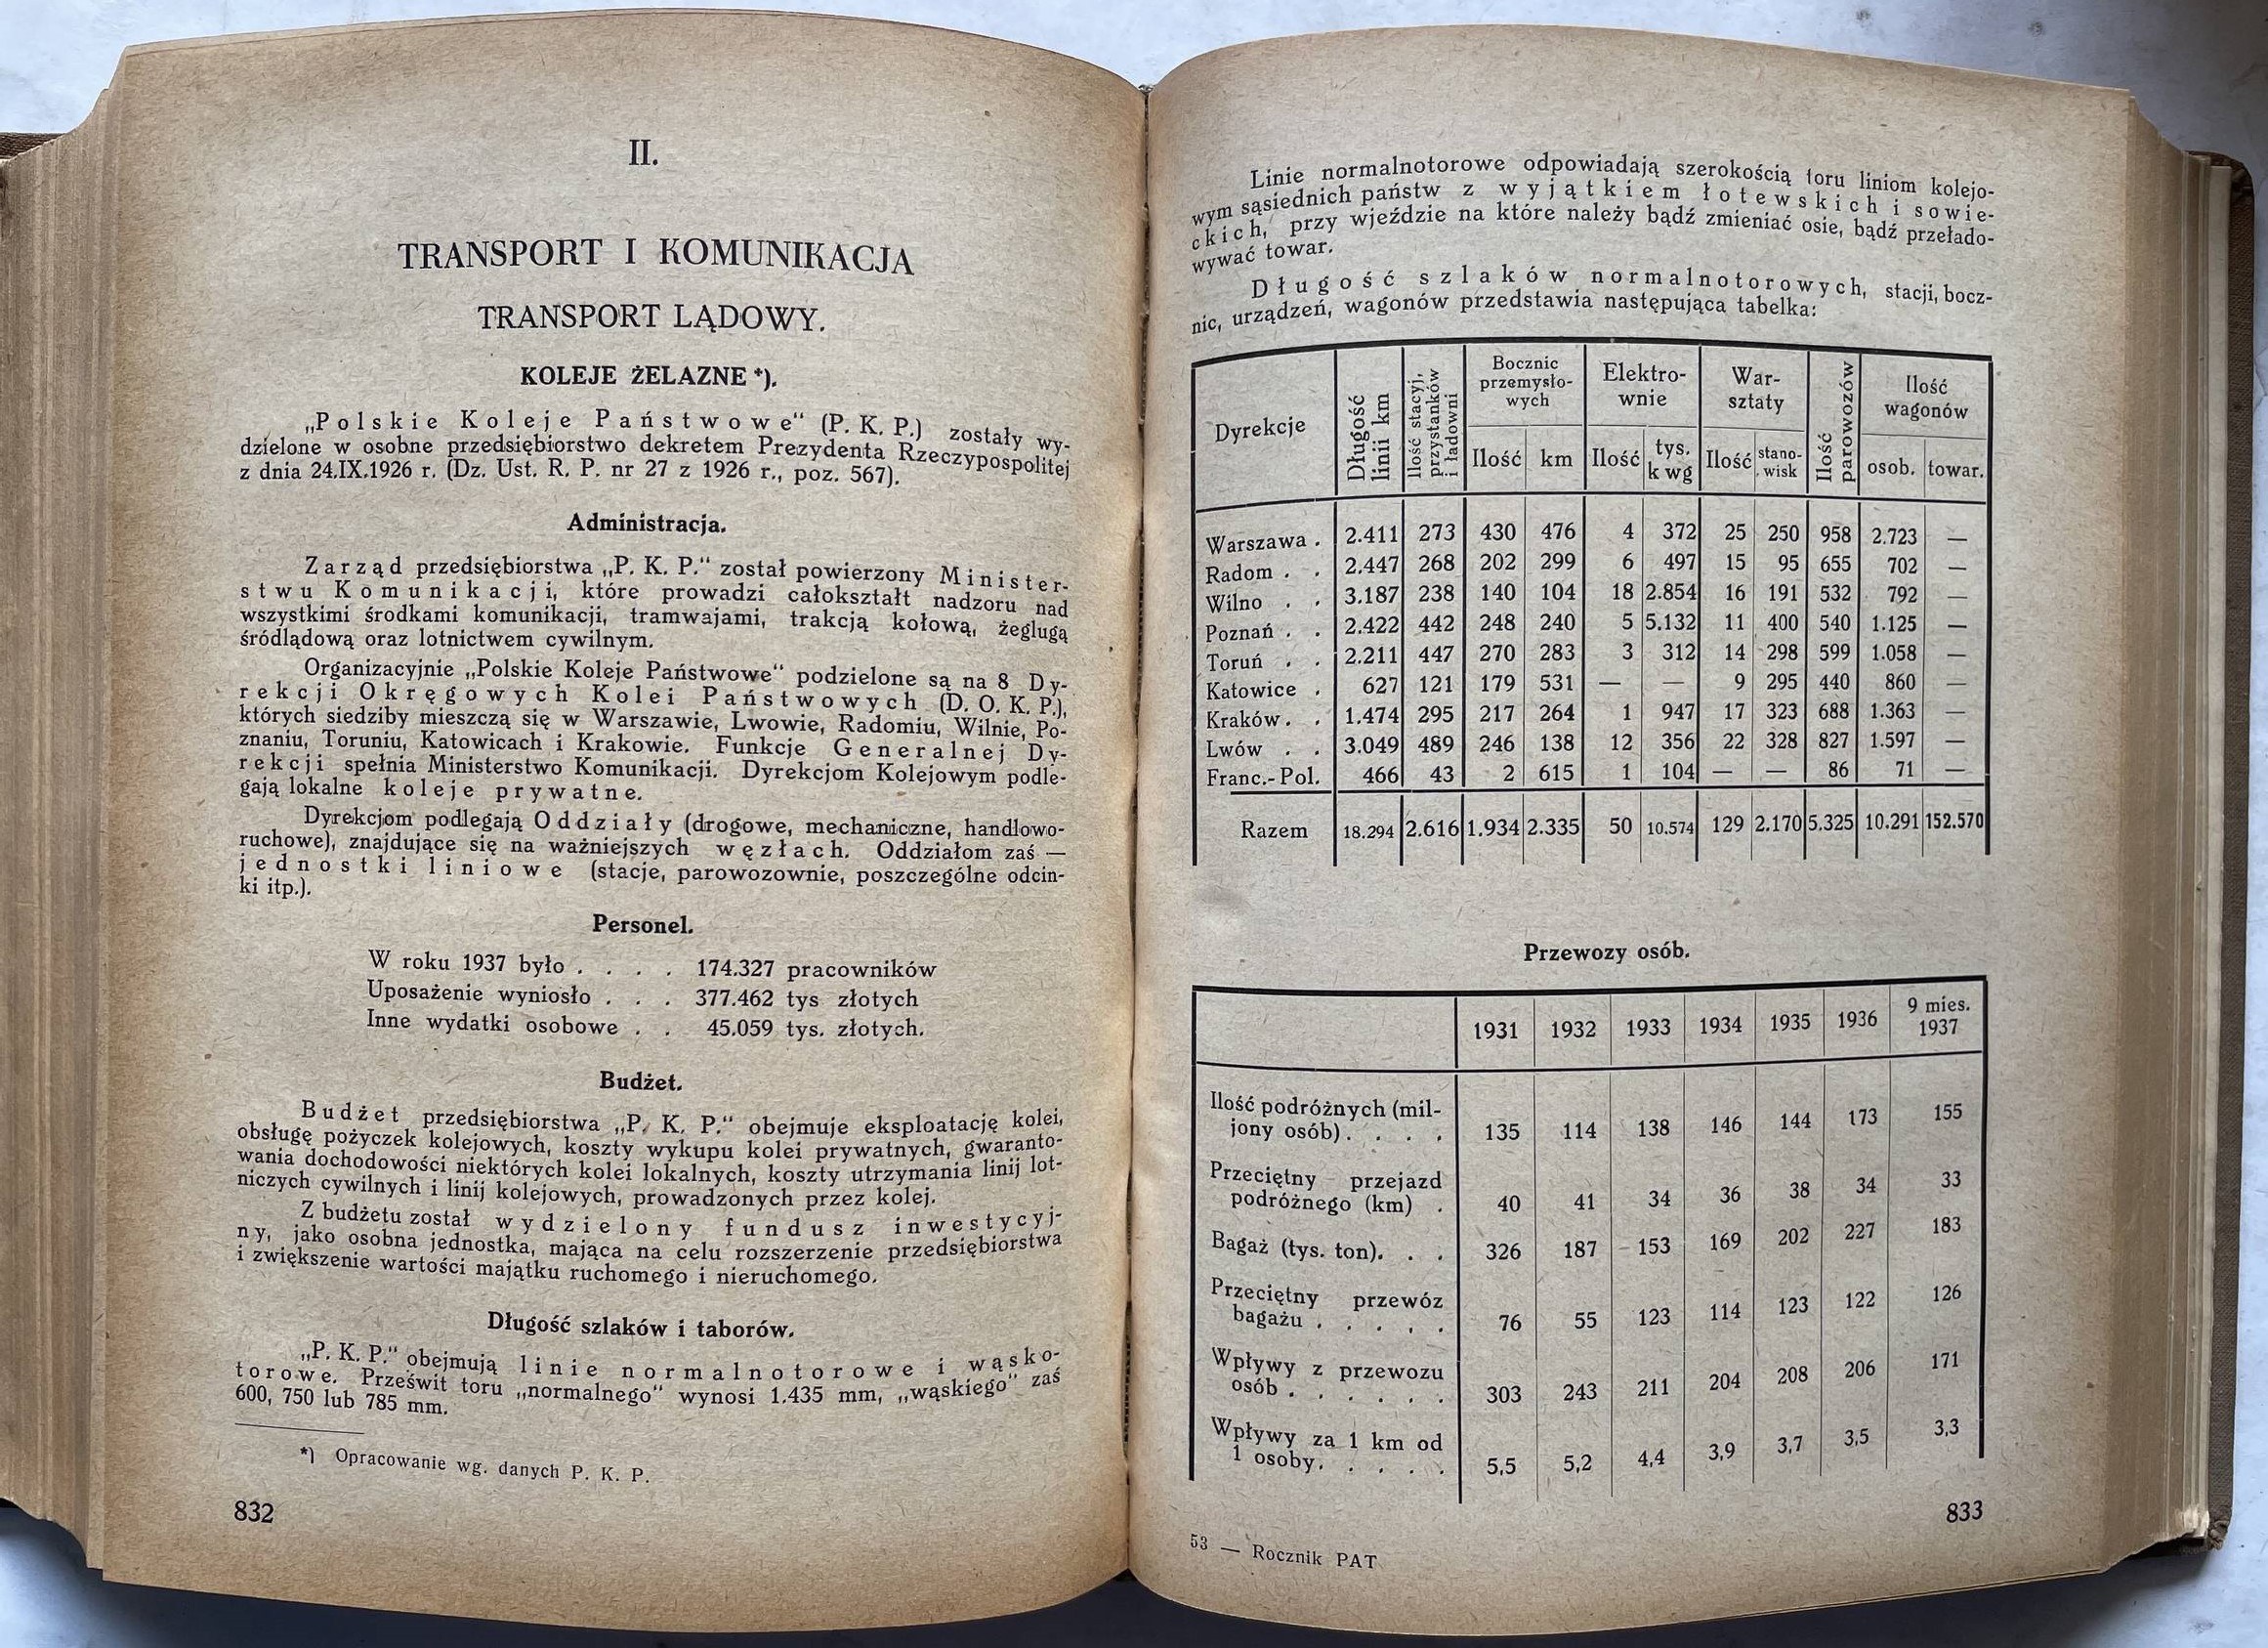 II.
TRANSPORT I KOMUNIKACJA
TRANSPORT LĄDOWY.
KOLEJE ŻELAZNE *).
„Polskie Koleje Państwowe" (P. K. P.) zostały wy-
dzielone w osobne przedsiębiorstwo dekretem Prezydenta Rzeczypospolitej
z dnia 24.IX.1926 r. (Dz. Ust. R. P. nr 27 z 1926 r., poz. 567).
Administracja.
Zarząd przedsiębiorstwa „P. K. P." został powierzony Minister-
stwu Komunikacji, które prowadzi całokształt nadzoru nad
wszystkimi środkami komunikacji, tramwajami, trakcją kołową, żeglugą
śródlądową oraz lotnictwem cywilnym.
Organizacyjnie „Polskie Koleje Państwowe" podzielone są na 8 Dy-
rekcji Okręgowych Kolei Państwowych (D. O. K. P.),
których siedziby mieszczą się w Warszawie, Lwowie, Radomiu, Wilnie, Po-
znaniu, Toruniu, Katowicach i Krakowie. Funkcje Generalnej Dy-
rekcji spełnia Ministerstwo Komunikacji. Dyrekcjom Kolejowym podle-
gają lokalne koleje prywatne.
Dyrekcjom podlegają Oddziały (drogowe, mechaniczne, handlowo-
ruchowe), znajdujące się na ważniejszych węzłach. Oddziałom zaś —
jednostki liniowe (stacje, parowozownie, poszczególne odcin-
ki itp.).
Personel.
W roku 1937 było . . . . 174.327 pracowników
Uposażenie wyniosło . . . 377.462 tys złotych
Inne wydatki osobowe . . 45.059 tys. złotych.
Budżet.
Budżet przedsiębiorstwa „P. K. P." obejmuje eksploatację kolei,
obsługę pożyczek kolejowych, koszty wykupu kolei prywatnych, gwaranto-
wania dochodowości niektórych kolei lokalnych, koszty utrzymania linij lot-
niczych cywilnych i linij kolejowych, prowadzonych przez kolej.
Z budżetu został wydzielony fundusz inwestycyj-
ny, jako osobna jednostka, mająca na celu rozszerzenie przedsiębiorstwa
i zwiększenie wartości majątku ruchomego i nieruchomego.
Długość szlaków i taborów.
„P. K. P." obejmują linie normalnotorowe i wąsko-
torowe. Prześwit toru „normalnego" wynosi 1.435 mm, „wąskiego" zaś
600, 750 lub 785 mm.
*) Opracowanie wg. danych P. K. P.
832
Linie normalnotorowe odpowiadają szerokością toru liniom kolejo-
wym sąsiednich państw z wyjątkiem łotewskich i sowie-
ckich, przy wjeździe na które należy bądź zmieniać osie, bądź przełado-
wywać towar.
Długość szlaków normalnotorowych, stacji, bocz-
nic, urządzeń, wagonów przedstawia następująca tabelka:
Dyrekcje Długość linii km Ilość stacyj, przystanków i ładowni Bocznic przemysło-wych Elektro-wnie War-sztaty Ilość parowozów Ilość wagonów
Ilość km Ilość tys. k wg Ilość stano-wisk osob. towar.
Warszawa . 2.411 273 430 476 4 372 25 250 958 2.723 —
Radom . . 2.447 268 202 299 6 497 15 95 655 702 —
Wilno . . 3.187 238 140 104 18 2.854 16 191 532 792 —
Poznań . . 2.422 442 248 240 5 5.132 11 400 540 1.125 —
Toruń . . 2.211 447 270 283 3 312 14 298 599 1.058 —
Katowice . 627 121 179 531 — — 9 295 440 860 —
Kraków. . 1.474 295 217 264 1 947 17 323 688 1.363 —
Lwów . . 3.049 489 246 138 12 356 22 328 827 1.597 —
Franc.-Pol. 466 43 2 615 1 104 — — 86 71 —
Razem 18.294 2.616 1.934 2.335 50 10.574 129 2.170 5.325 10.291 152.570
Przewozy osób.
1931 1932 1933 1934 1935 1936 9 mies. 1937
Ilość podróżnych (mil-
jony osób). . . . 135 114 138 146 144 173 155
Przeciętny przejazd
podróżnego (km) . 40 41 34 36 38 34 33
Bagaż (tys. ton). . . 326 187 153 169 202 227 183
Przeciętny przewóz
bagażu . . . . . 76 55 123 114 123 122 126
Wpływy z przewozu
osób . . . . . . 303 243 211 204 208 206 171
Wpływy za 1 km od
1 osoby. . . . . 5,5 5,2 4,4 3,9 3,7 3,5 3,3
833
53 — Rocznik PAT